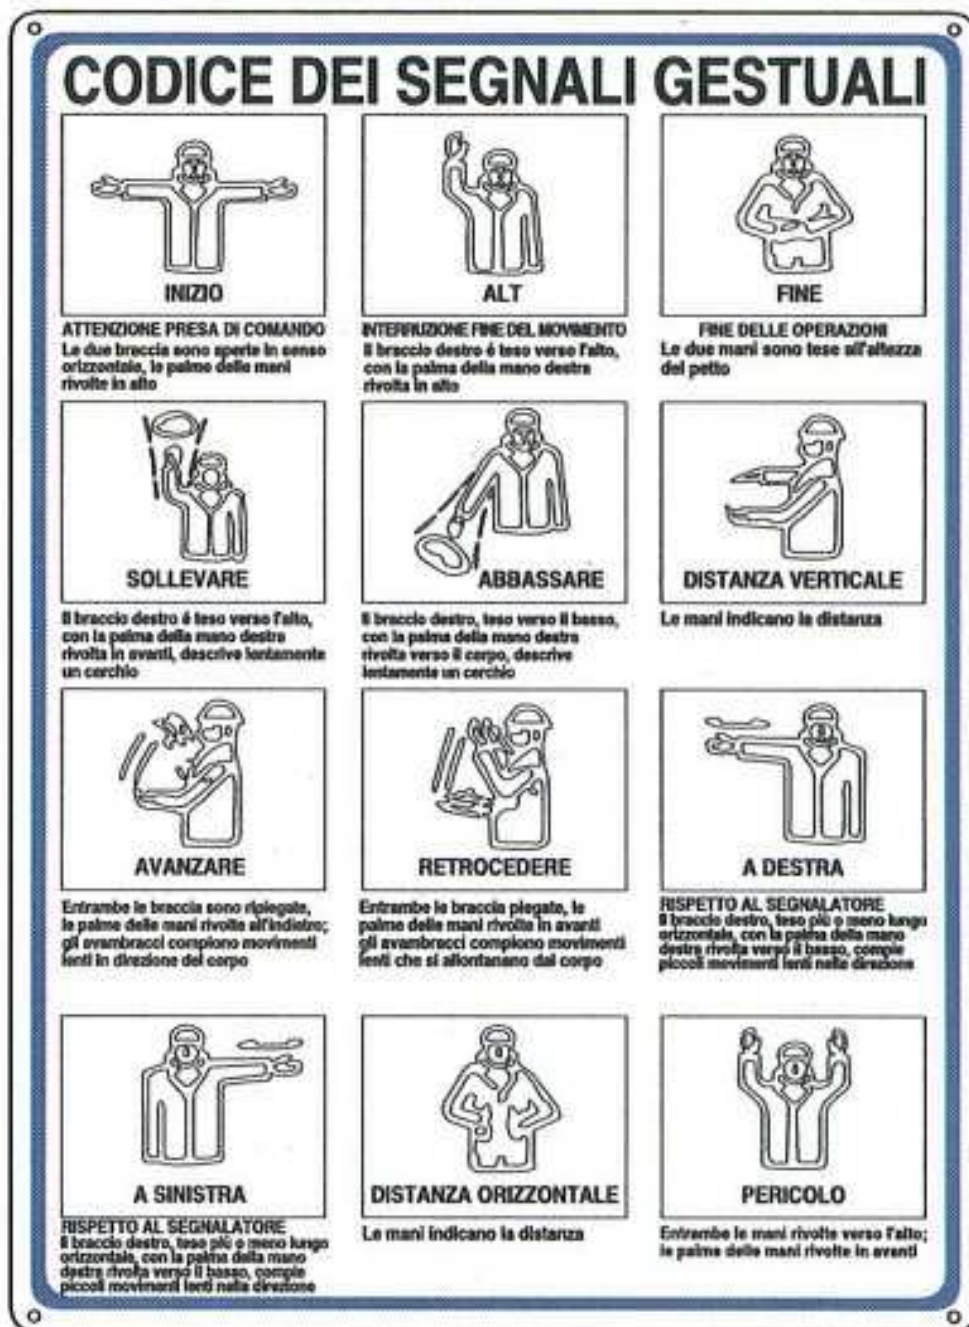 CODICE DEI SEGNALI GESTUALI
INIZIO
ATTENZIONE PRESA DI COMANDO
Le due braccia sono aperte in senso
orizzontale, le palme delle mani
rivolte in alto
ALT
INTERRUZIONE FINE DEL MOVIMENTO
Il braccio destro é teso verso l'alto,
con la palma della mano destra
rivolta in alto
FINE
FINE DELLE OPERAZIONI
Le due mani sono tese all'altezza
del petto
SOLLEVARE
Il braccio destro é teso verso l'alto,
con la palma della mano destra
rivolta in avanti, descrive lentamente
un cerchio
ABBASSARE
Il braccio destro, teso verso il basso,
con la palma della mano destra
rivolta verso il corpo, descrive
lentamente un cerchio
DISTANZA VERTICALE
Le mani indicano la distanza
AVANZARE
Entrambe le braccia sono ripiegate,
le palme delle mani rivolte all'indietro;
gli avambracci compiono movimenti
lenti in direzione del corpo
RETROCEDERE
Entrambe le braccia piegate, le
palme delle mani rivolte in avanti
gli avambracci compiono movimenti
lenti che si allontanano dal corpo
A DESTRA
RISPETTO AL SEGNALATORE
Il braccio destro, teso più o meno lungo
orizzontale, con la palma della mano
destra rivolta verso il basso, compie
piccoli movimenti lenti nella direzione
A SINISTRA
RISPETTO AL SEGNALATORE
Il braccio destro, teso più o meno lungo
orizzontale, con la palma della mano
destra rivolta verso il basso, compie
piccoli movimenti lenti nella direzione
DISTANZA ORIZZONTALE
Le mani indicano la distanza
PERICOLO
Entrambe le mani rivolte verso l'alto;
le palme delle mani rivolte in avanti